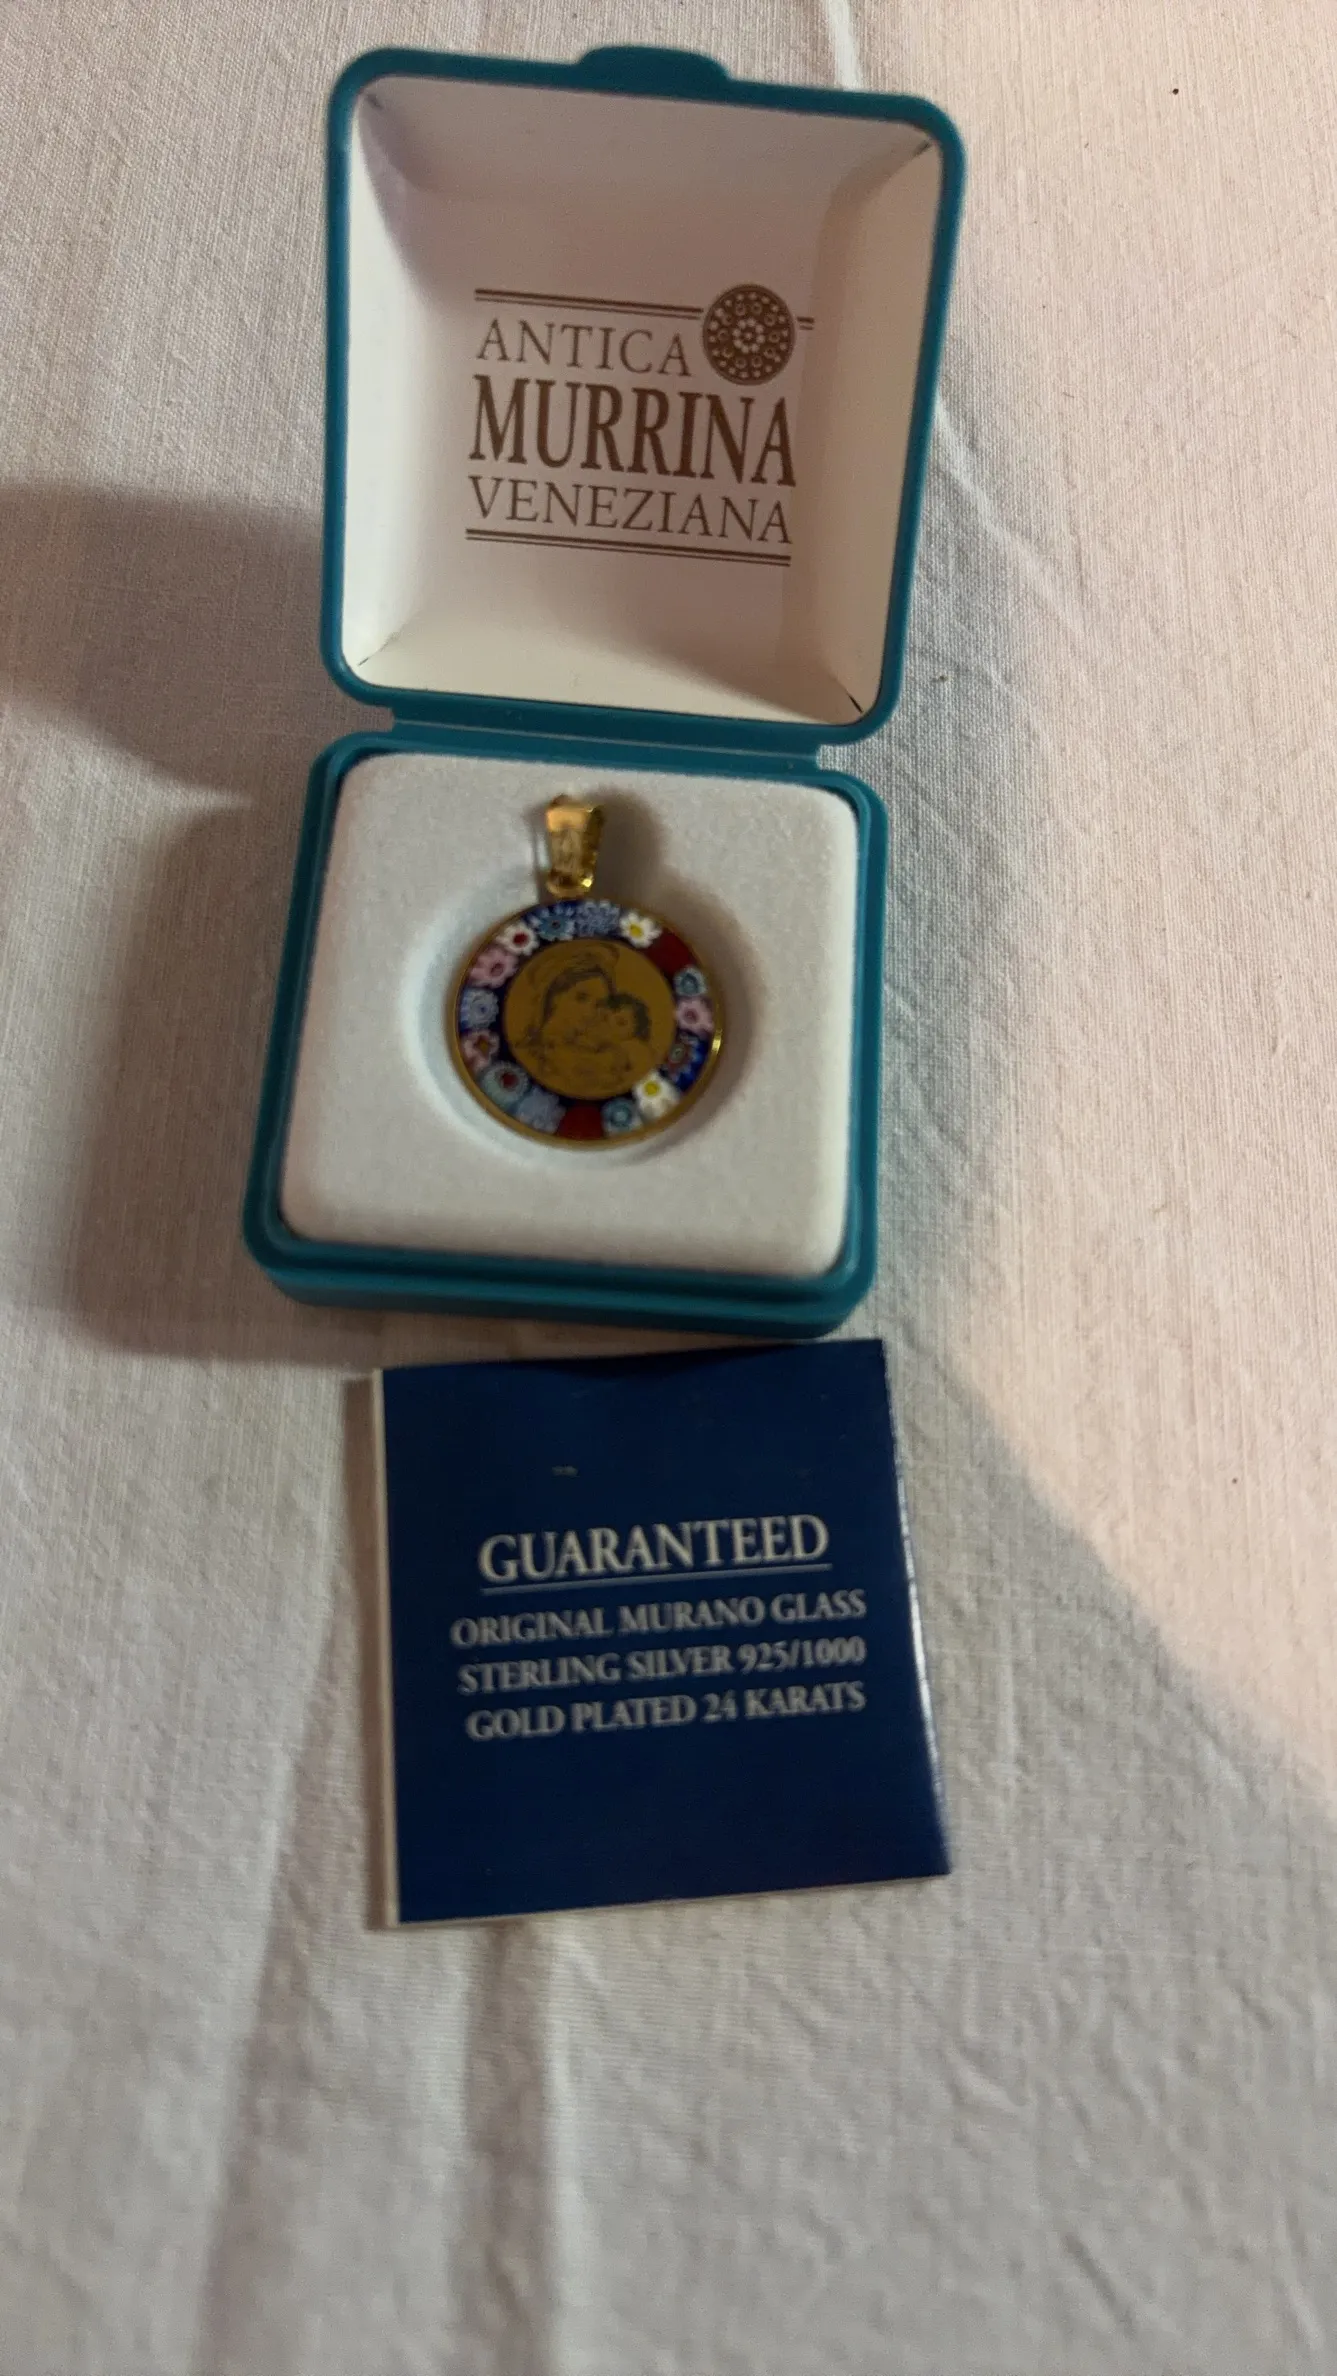 ANTICA
MURRINA
VENEZIANA
GUARANTEED
ORIGINAL MURANO GLASS
STERLING SILVER 925/1000
GOLD PLATED 24 KARATS